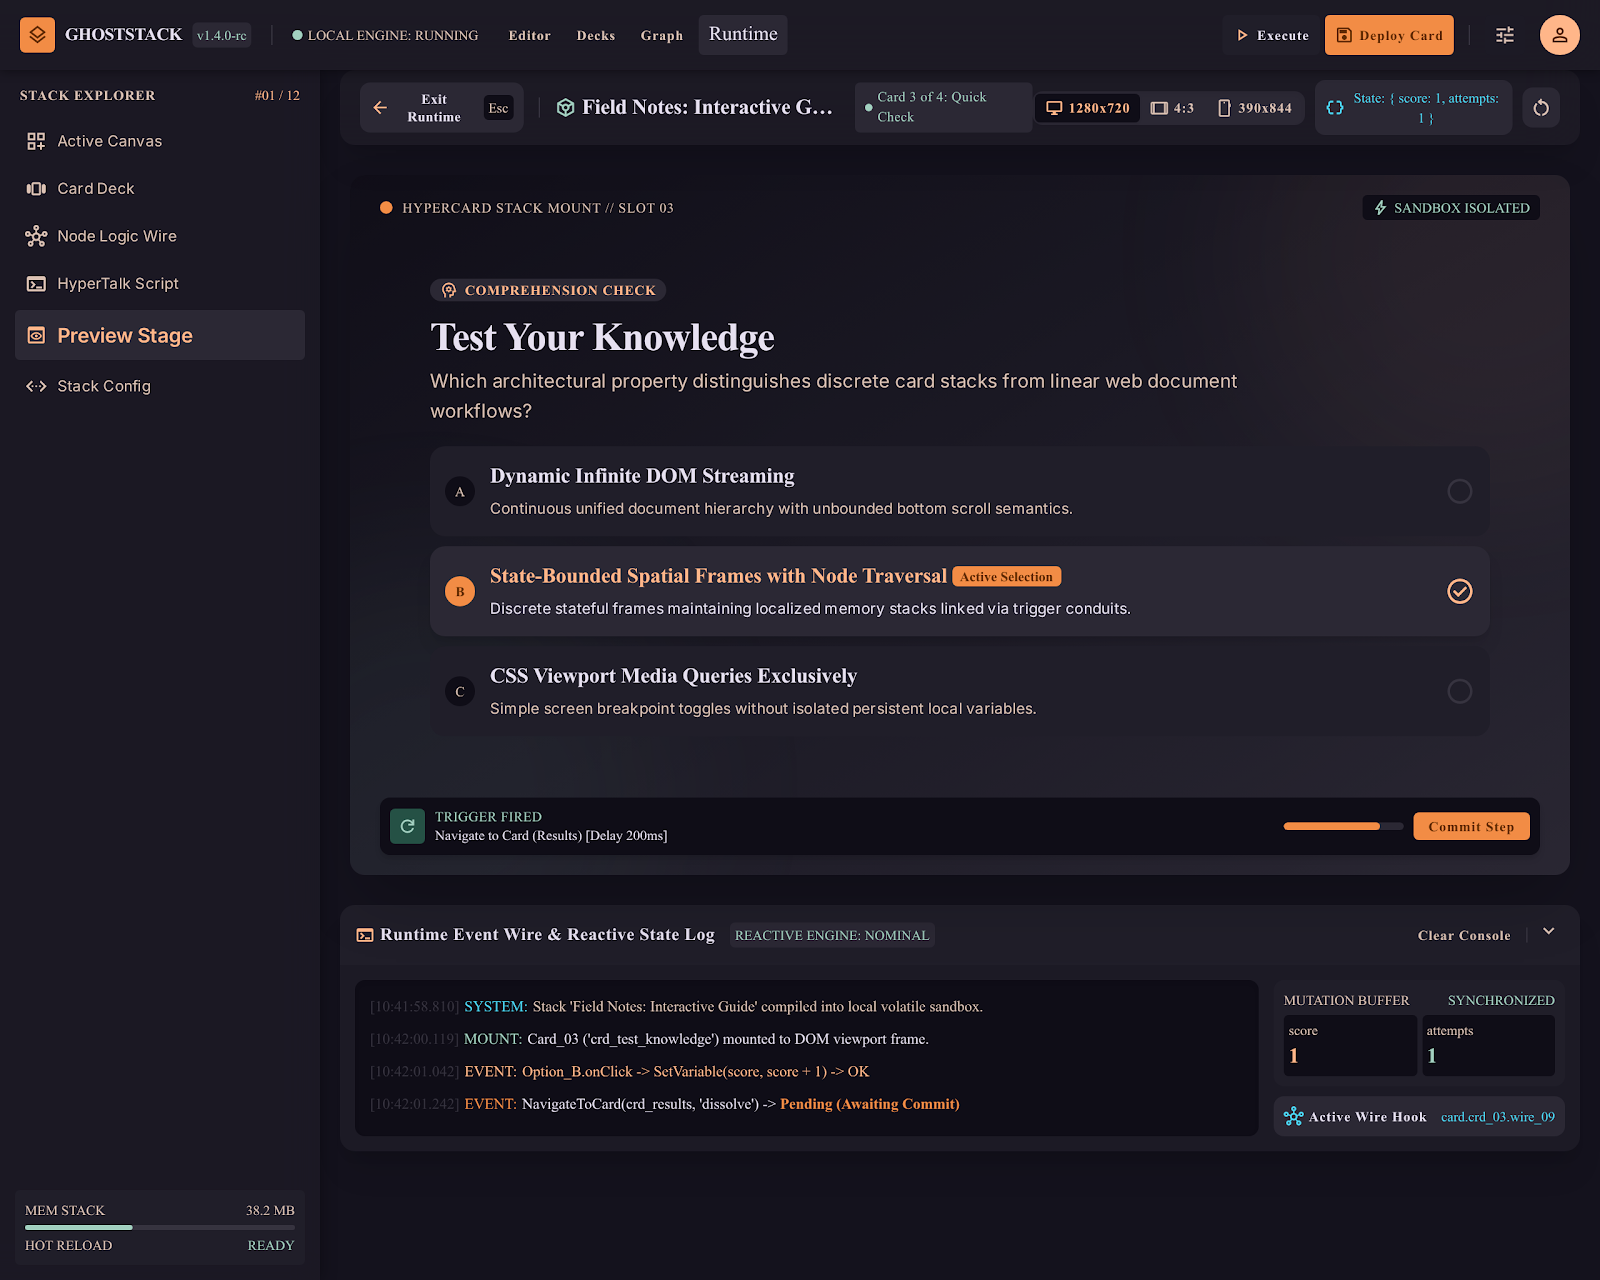 GHOSTSTACK v1.4.0-rc LOCAL ENGINE: RUNNING Editor Decks Graph Runtime Execute Deploy Card
STACK EXPLORER #01 / 12
Active Canvas
Card Deck
Node Logic Wire
HyperTalk Script
Preview Stage
Stack Config
MEM STACK 38.2 MB
HOT RELOAD READY
Exit
Runtime
Esc
Field Notes: Interactive G...
Card 3 of 4: Quick
Check
1280x720
4:3
390x844
State: { score: 1, attempts:
1 }
HYPERCARD STACK MOUNT // SLOT 03
SANDBOX ISOLATED
COMPREHENSION CHECK
Test Your Knowledge
Which architectural property distinguishes discrete card stacks from linear web document
workflows?
A
Dynamic Infinite DOM Streaming
Continuous unified document hierarchy with unbounded bottom scroll semantics.
B
State-Bounded Spatial Frames with Node Traversal Active Selection
Discrete stateful frames maintaining localized memory stacks linked via trigger conduits.
C
CSS Viewport Media Queries Exclusively
Simple screen breakpoint toggles without isolated persistent local variables.
TRIGGER FIRED
Navigate to Card (Results) [Delay 200ms]
Commit Step
Runtime Event Wire & Reactive State Log REACTIVE ENGINE: NOMINAL
Clear Console
[10:41:58.810] SYSTEM: Stack 'Field Notes: Interactive Guide' compiled into local volatile sandbox.
[10:42:00.119] MOUNT: Card_03 ('crd_test_knowledge') mounted to DOM viewport frame.
[10:42:01.042] EVENT: Option_B.onClick -> SetVariable(score, score + 1) -> OK
[10:42:01.242] EVENT: NavigateToCard(crd_results, 'dissolve') -> Pending (Awaiting Commit)
MUTATION BUFFER SYNCHRONIZED
score attempts
1 1
Active Wire Hook card.crd_03.wire_09